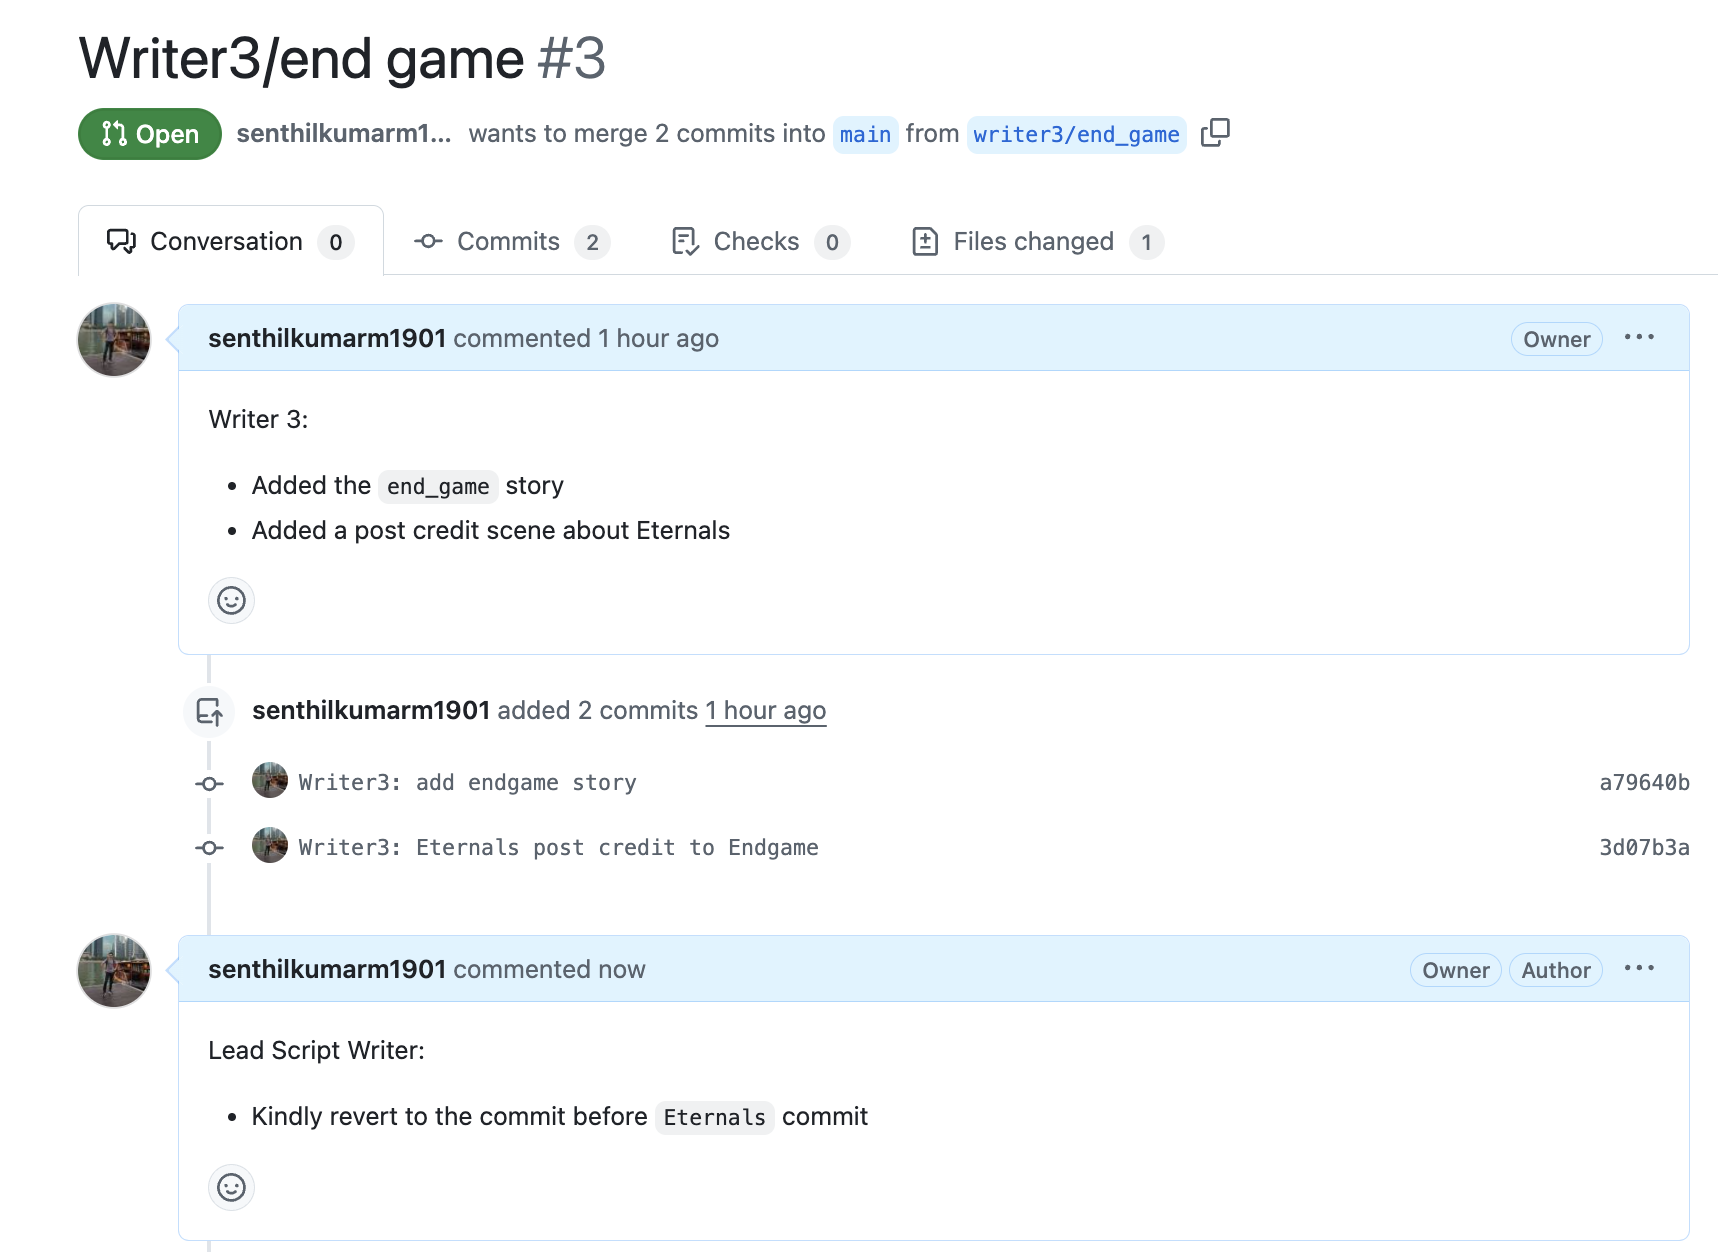 Writer3/end game #3
Open senthilkumarm1... wants to merge 2 commits into main from writer3/end_game
Conversation 0 Commits 2 Checks 0 Files changed 1
senthilkumarm1901 commented 1 hour ago Owner ...
Writer 3:
• Added the end_game story
• Added a post credit scene about Eternals
senthilkumarm1901 added 2 commits 1 hour ago
Writer3: add endgame story a79640b
Writer3: Eternals post credit to Endgame 3d07b3a
senthilkumarm1901 commented now Owner Author ...
Lead Script Writer:
• Kindly revert to the commit before Eternals commit